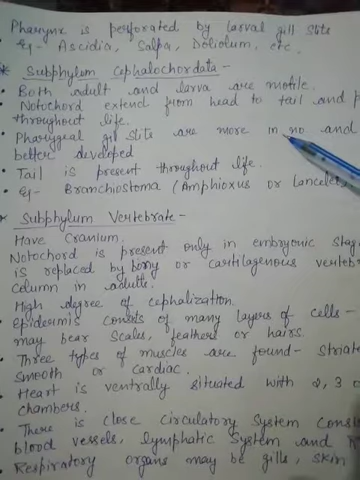 Pharynx is perforated by larval gill slits
Eg - Ascidia, Salpa, Doliolum, etc.
* Subphylum Cephalochordata -
• Both adult and larva are motile.
• Notochord extend from head to tail and p
throughout life.
• Pharygeal gill slits are more in no and
better developed
• Tail is present throughout life.
• Eg - Branchiostoma (Amphioxus or lancelet)
* Subphylum Vertebrate -
Have Cranium.
Notochord is present only in embryonic stag
is replaced by bony or cartilagenous verteb
column in adults.
High degree of cephalization.
• Epidermis consits of many layers of cells -
may bear scales, feathers or hairs.
• Three types of muscles are found - Striate
smooth or cardiac.
• Heart is ventrally situated with 2, 3 o
chambers.
• There is close circulatory system consis
blood vessels, lymphatic system and
• Respiratory organs may be gills, skin